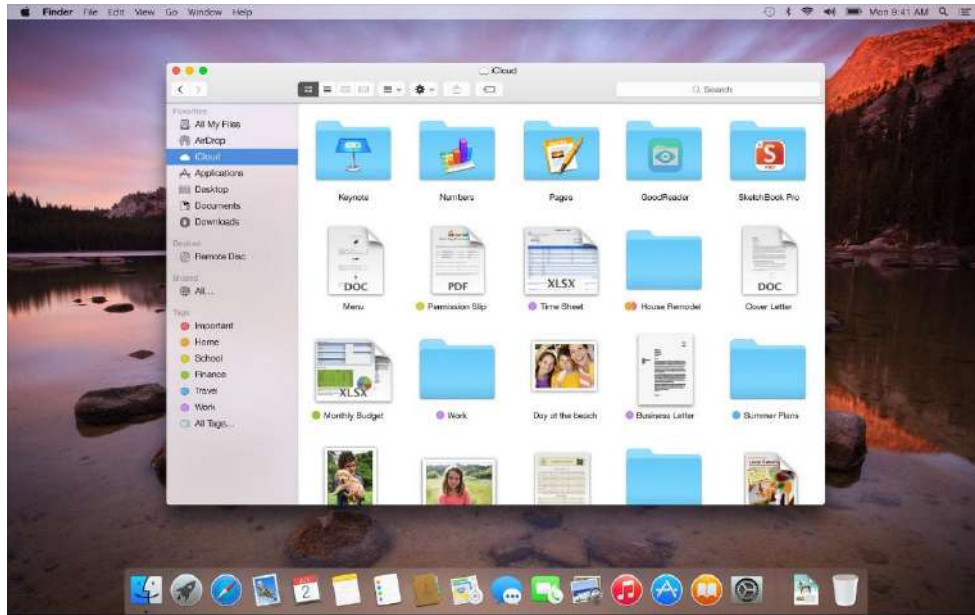 Finder File Edit View Go Window Help
Mon 9:41 AM
iCloud
Search
Favorites
All My Files
AirDrop
iCloud
Applications
Desktop
Documents
Downloads
Devices
Remote Disc
Shared
All...
Tags
Important
Home
School
Finance
Travel
Work
All Tags...
Keynote
Numbers
Pages
GoodReader
SketchBook Pro
DOC
PDF
XLSX
DOC
Menu
Permission Slip
Time Sheet
House Remodel
Cover Letter
XLSX
Monthly Budget
Work
Day at the beach
Business Letter
Summer Plans
2